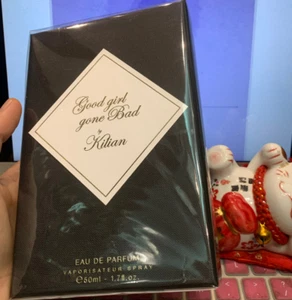 Good girl
gone Bad
by
Kilian
EAU DE PARFUM
VAPORISATEUR SPRAY
℮50ml - 1.7fl.oz